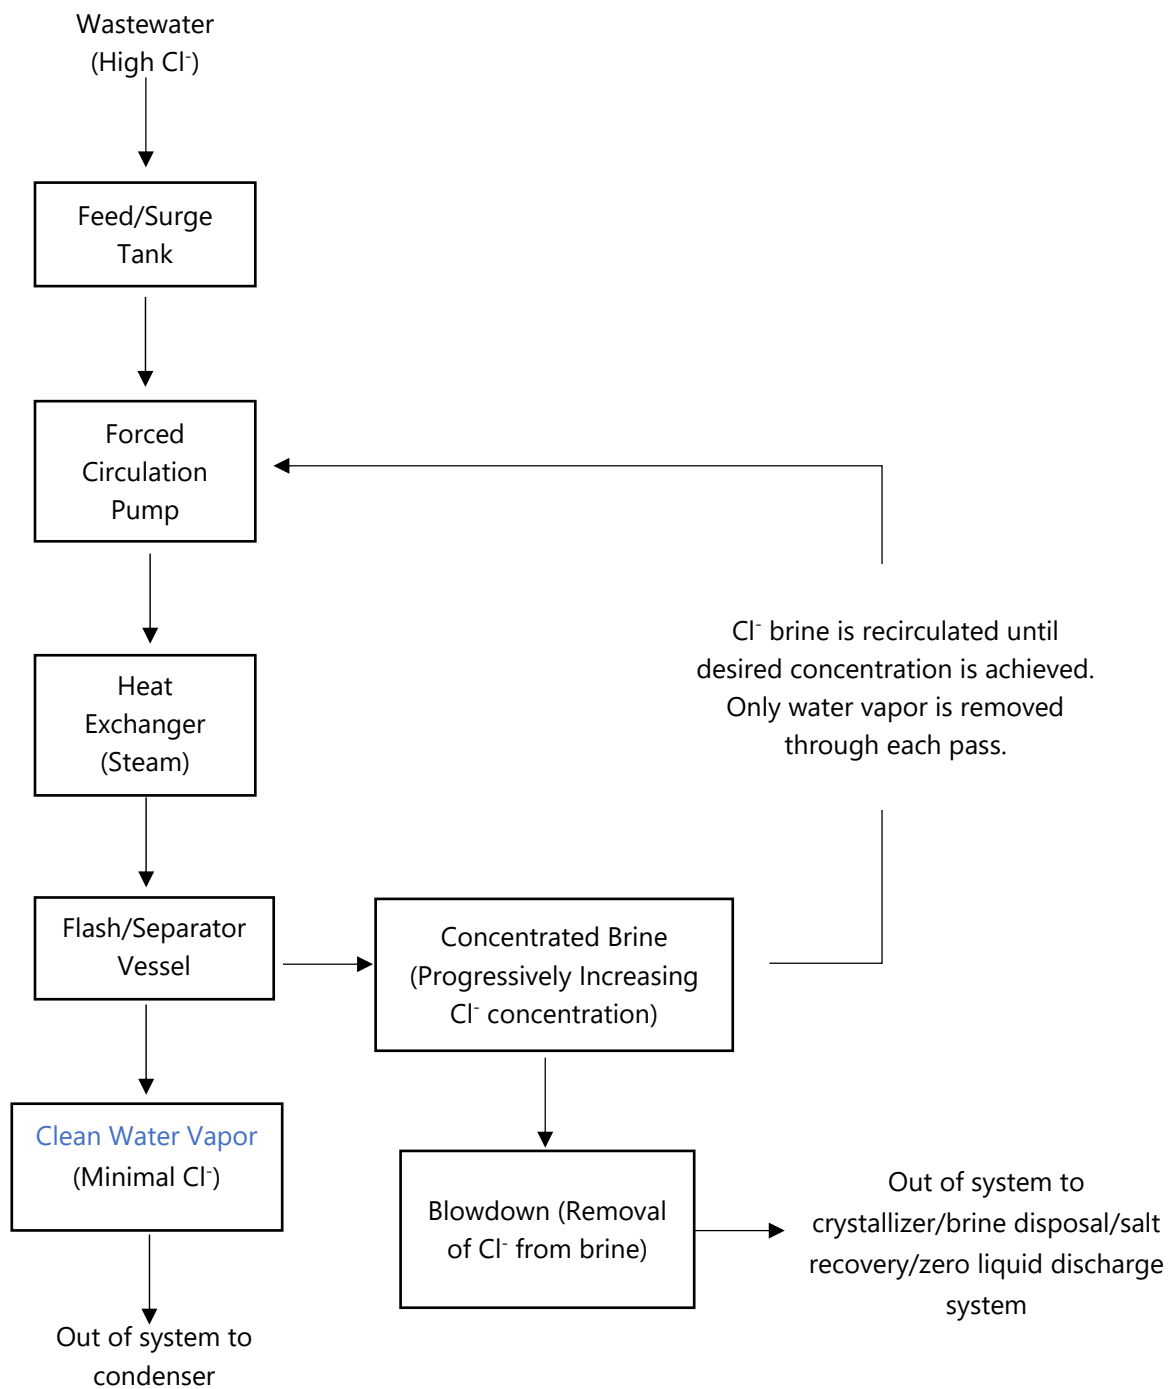 Wastewater
(High Cl⁻)
Feed/Surge
Tank
Forced
Circulation
Pump
Heat
Exchanger
(Steam)
Cl⁻ brine is recirculated until
desired concentration is achieved.
Only water vapor is removed
through each pass.
Flash/Separator
Vessel
Concentrated Brine
(Progressively Increasing
Cl⁻ concentration)
Clean Water Vapor
(Minimal Cl⁻)
Blowdown (Removal
of Cl⁻ from brine)
Out of system to
crystallizer/brine disposal/salt
recovery/zero liquid discharge
system
Out of system to
condenser